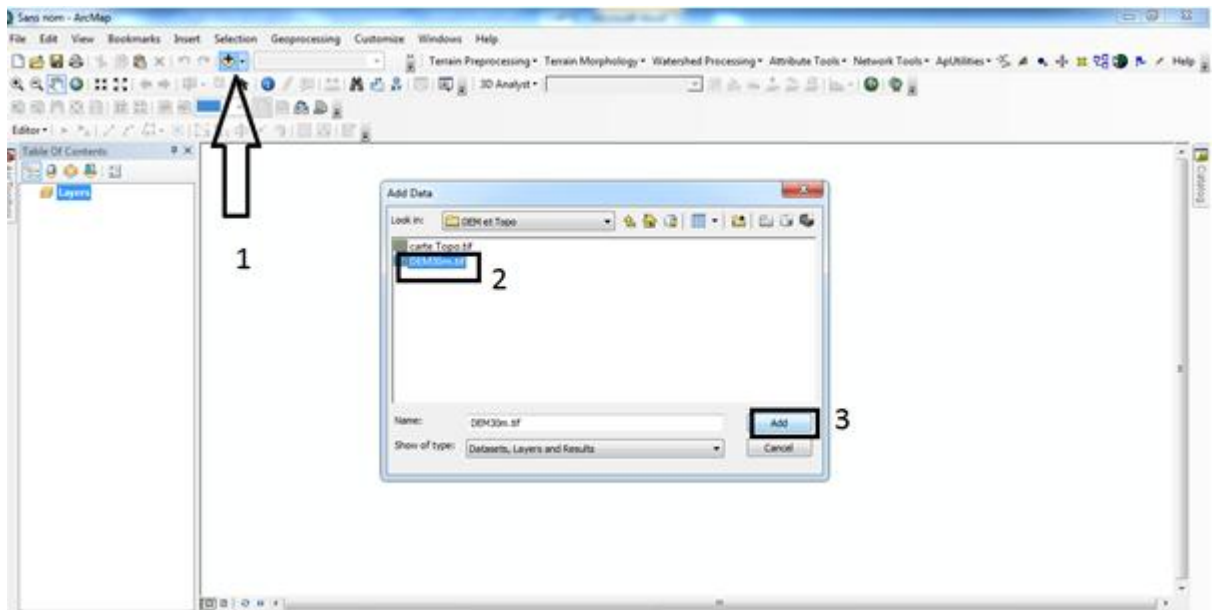 Sans nom - ArcMap
File Edit View Bookmarks Insert Selection Geoprocessing Customize Windows Help
Terrain Preprocessing Terrain Morphology Watershed Processing Attribute Tools Network Tools ApUtilities Help
3D Analyst
Editor
Table Of Contents
Layers
Catalog
1
Add Data
Look in: DEM et Topo
carte Topo.tif
DEM30m.tif
2
Name: DEM30m.tif
Add
3
Show of type: Datasets, Layers and Results
Cancel